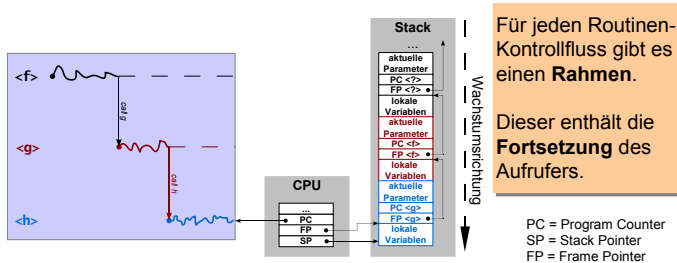 <f>
call g
<g>
call h
<h>
CPU
...
PC
FP
SP
Stack
...
aktuelle
Parameter
PC <?>
FP <?>
lokale
Variablen
aktuelle
Parameter
PC <f>
FP <f>
lokale
Variablen
aktuelle
Parameter
PC <g>
FP <g>
lokale
Variablen
Wachstumsrichtung
Für jeden Routinen-
Kontrollfluss gibt es
einen Rahmen.
Dieser enthält die
Fortsetzung des
Aufrufers.
PC = Program Counter
SP = Stack Pointer
FP = Frame Pointer